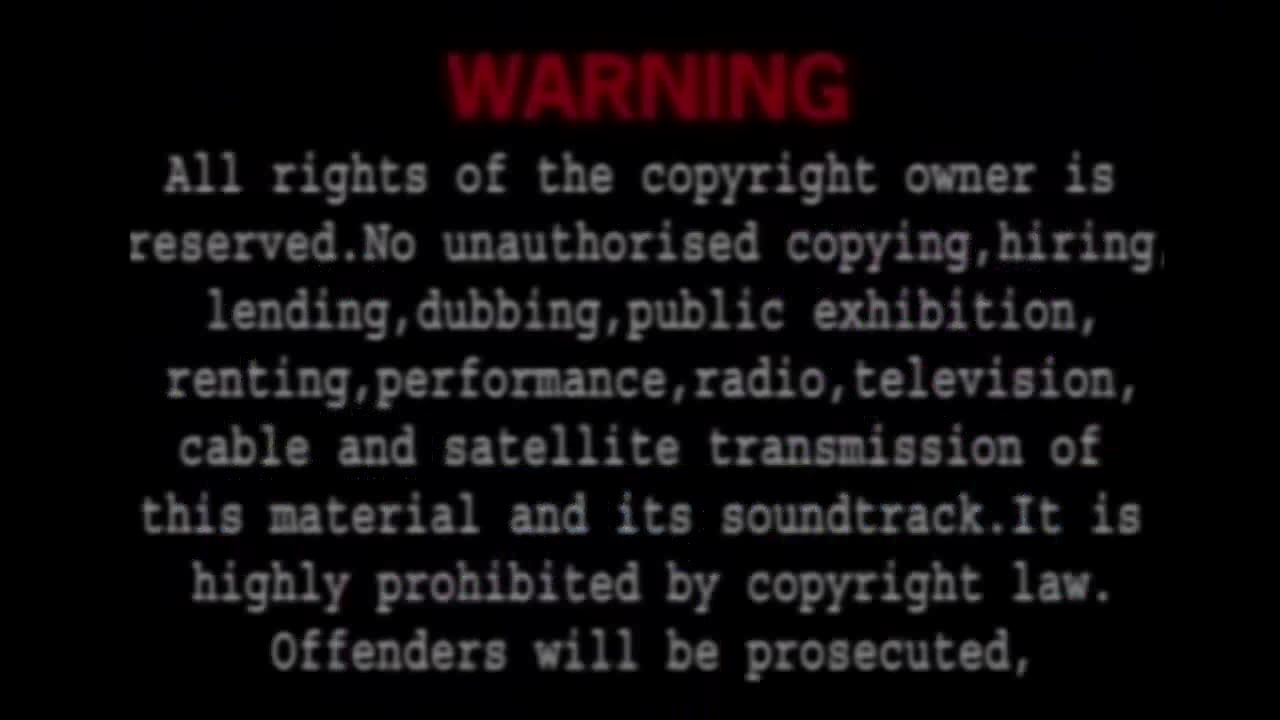 WARNING
All rights of the copyright owner is
reserved.No unauthorised copying,hiring,
lending,dubbing,public exhibition,
renting,performance,radio,television,
cable and satellite transmission of
this material and its soundtrack.It is
highly prohibited by copyright law.
Offenders will be prosecuted,